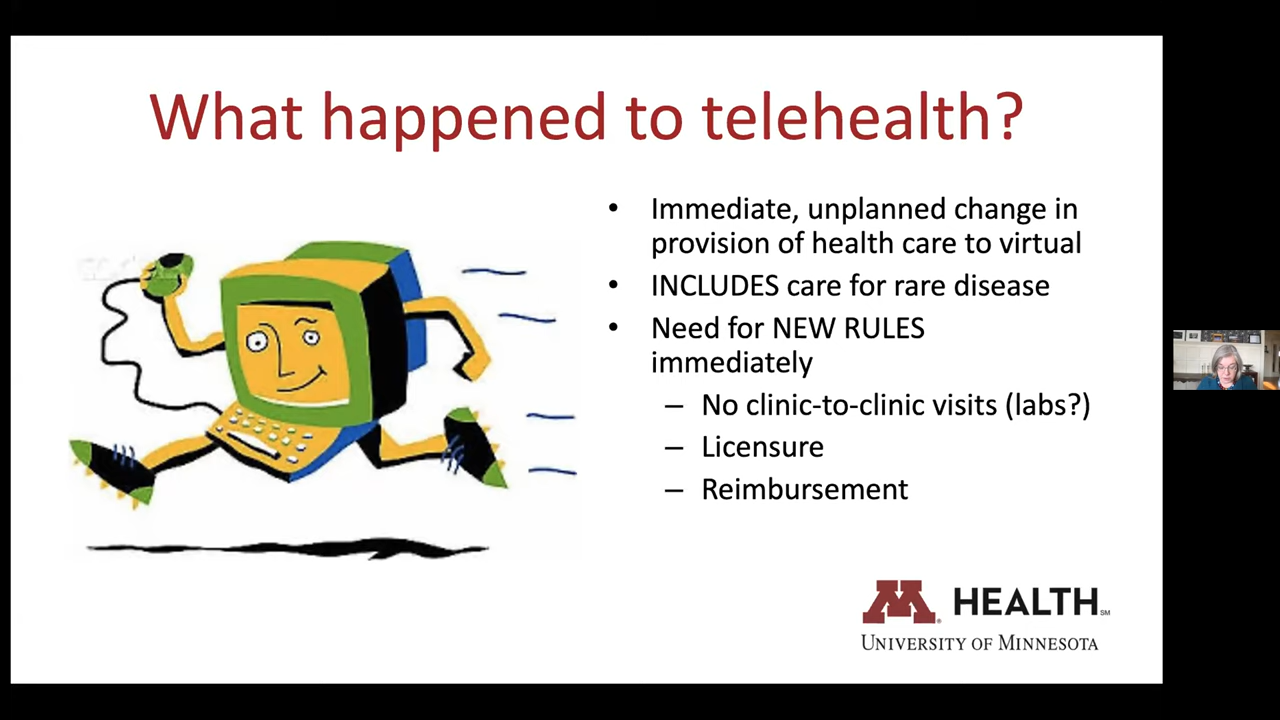 What happened to telehealth?
• Immediate, unplanned change in
provision of health care to virtual
• INCLUDES care for rare disease
• Need for NEW RULES
immediately
– No clinic-to-clinic visits (labs?)
– Licensure
– Reimbursement
M HEALTH SM
UNIVERSITY OF MINNESOTA